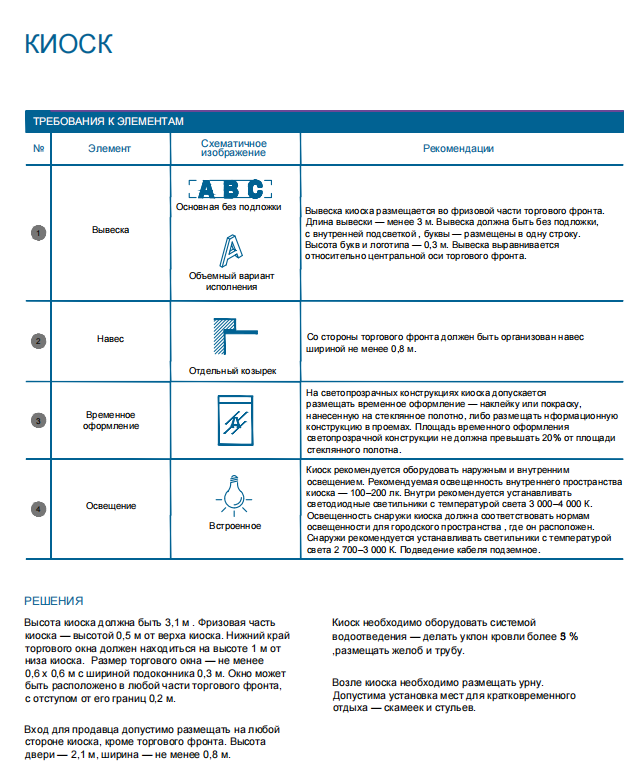 КИОСК
ТРЕБОВАНИЯ К ЭЛЕМЕНТАМ
№
Элемент
Схематичное
изображение
Рекомендации
1
Вывеска
A B C
Основная без подложки
A
Объемный вариант
исполнения
Вывеска киоска размещается во фризовой части торгового фронта.
Длина вывески — менее 3 м. Вывеска должна быть без подложки,
с внутренней подсветкой , буквы — размещены в одну строку.
Высота букв и логотипа — 0,3 м. Вывеска выравнивается
относительно центральной оси торгового фронта.
2
Навес
Отдельный козырек
Со стороны торгового фронта должен быть организован навес
шириной не менее 0,8 м.
3
Временное
оформление
A
На светопрозрачных конструкциях киоска допускается
размещать временное оформление — наклейку или покраску,
нанесенную на стеклянное полотно, либо размещать нформационную
конструкцию в проемах. Площадь временного оформления
светопрозрачной конструкции не должна превышать 20% от площади
стеклянного полотна.
4
Освещение
Встроенное
Киоск рекомендуется оборудовать наружным и внутренним
освещением. Рекомендуемая освещенность внутреннего пространства
киоска — 100–200 лк. Внутри рекомендуется устанавливать
светодиодные светильники с температурой света 3 000–4 000 К.
Освещенность снаружи киоска должна соответствовать нормам
освещенности для городского пространства , где он расположен.
Снаружи рекомендуется устанавливать светильники с температурой
света 2 700–3 000 К. Подведение кабеля подземное.
РЕШЕНИЯ
Высота киоска должна быть 3,1 м . Фризовая часть
киоска — высотой 0,5 м от верха киоска. Нижний край
торгового окна должен находиться на высоте 1 м от
низа киоска. Размер торгового окна — не менее
0,6 х 0,6 м с шириной подоконника 0,3 м. Окно может
быть расположено в любой части торгового фронта,
с отступом от его границ 0,2 м.
Вход для продавца допустимо размещать на любой
стороне киоска, кроме торгового фронта. Высота
двери — 2,1 м, ширина — не менее 0,8 м.
Киоск необходимо оборудовать системой
водоотведения — делать уклон кровли более 5 %
,размещать желоб и трубу.
Возле киоска необходимо размещать урну.
Допустима установка мест для кратковременного
отдыха — скамеек и стульев.